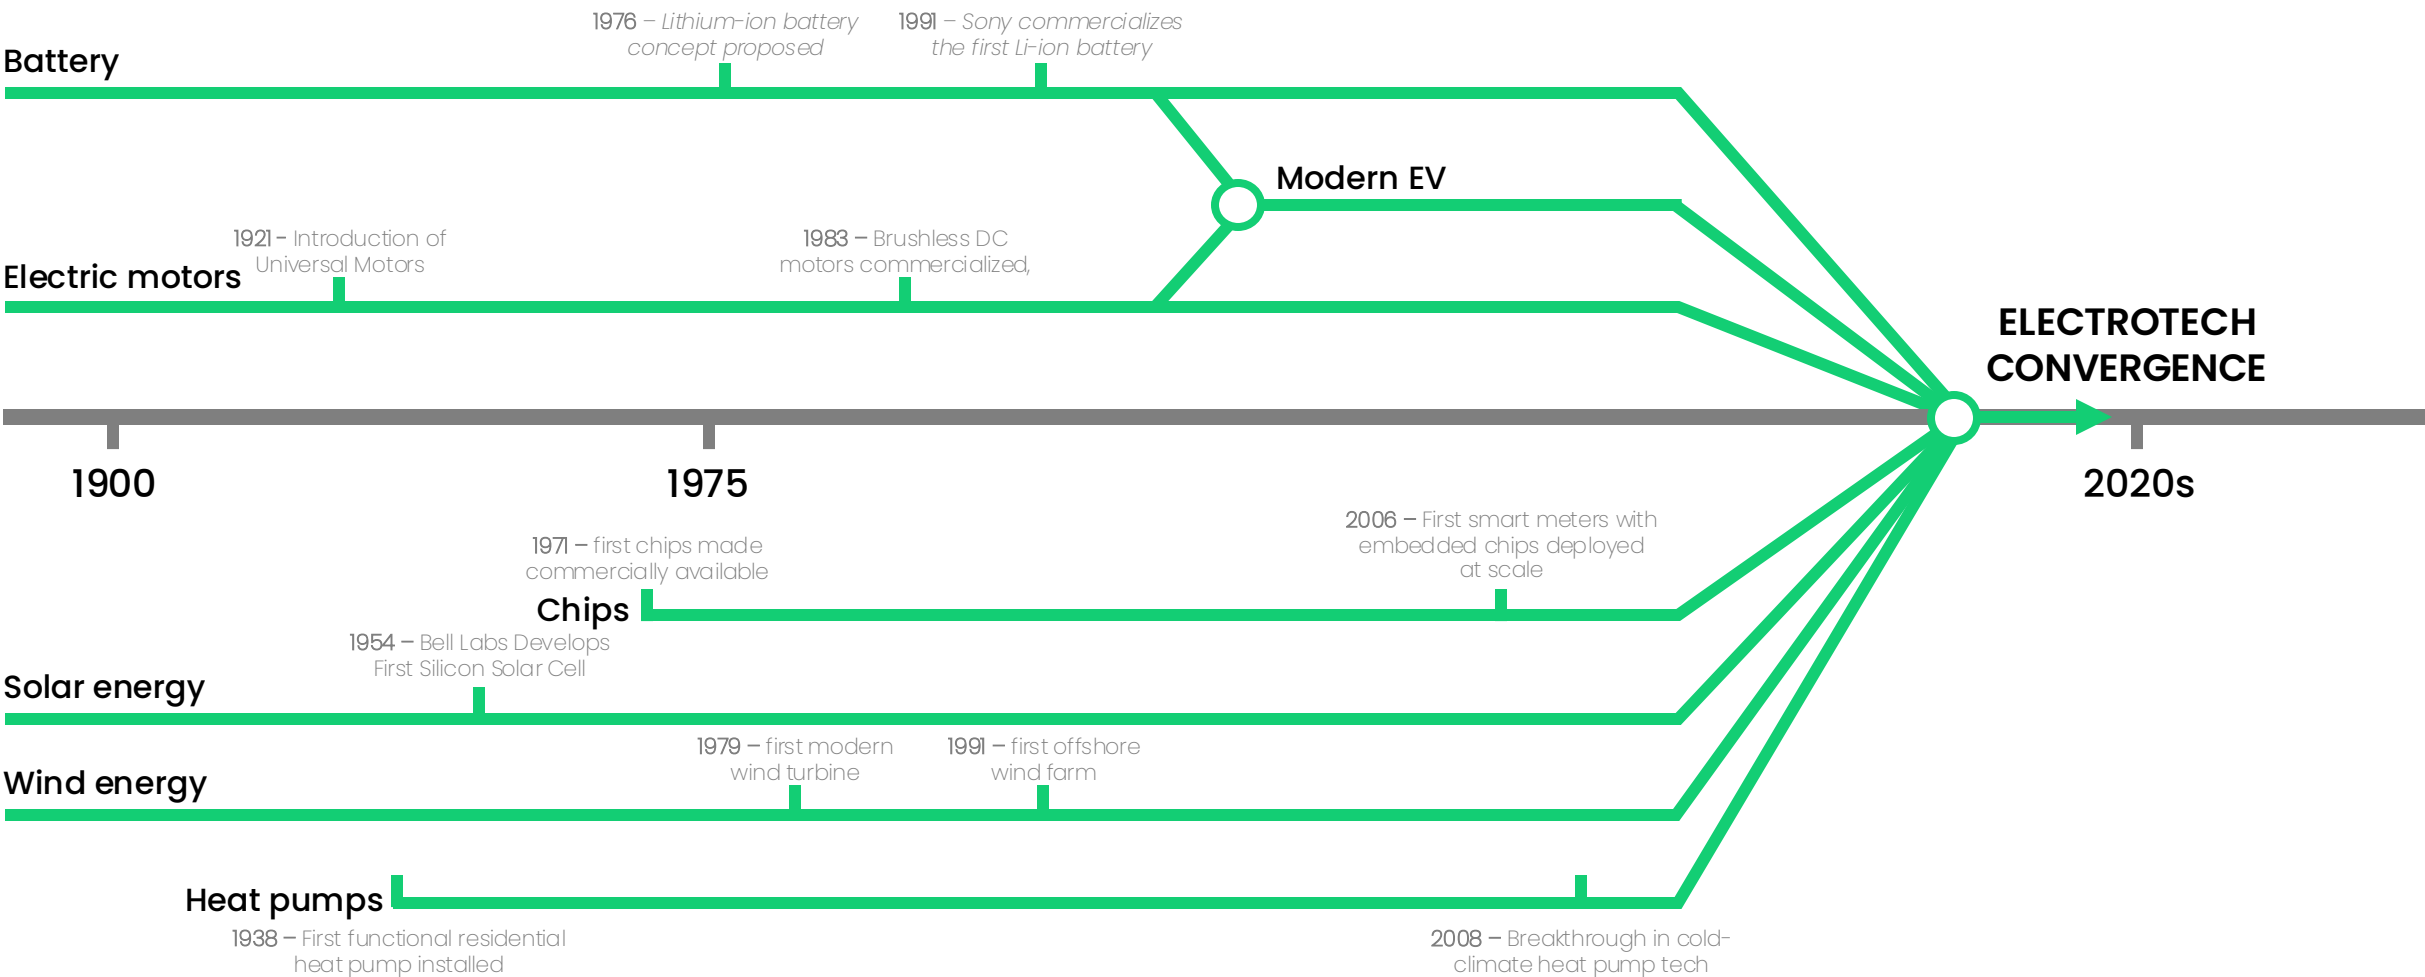 1976 – Lithium-ion battery
concept proposed
1991 – Sony commercializes
the first Li-ion battery
Battery
Modern EV
1921 - Introduction of
Universal Motors
1983 – Brushless DC
motors commercialized,
Electric motors
ELECTROTECH
CONVERGENCE
1900
1975
2020s
1971 – first chips made
commercially available
2006 – First smart meters with
embedded chips deployed
at scale
Chips
1954 – Bell Labs Develops
First Silicon Solar Cell
Solar energy
1979 – first modern
wind turbine
1991 – first offshore
wind farm
Wind energy
Heat pumps
1938 – First functional residential
heat pump installed
2008 – Breakthrough in cold-
climate heat pump tech